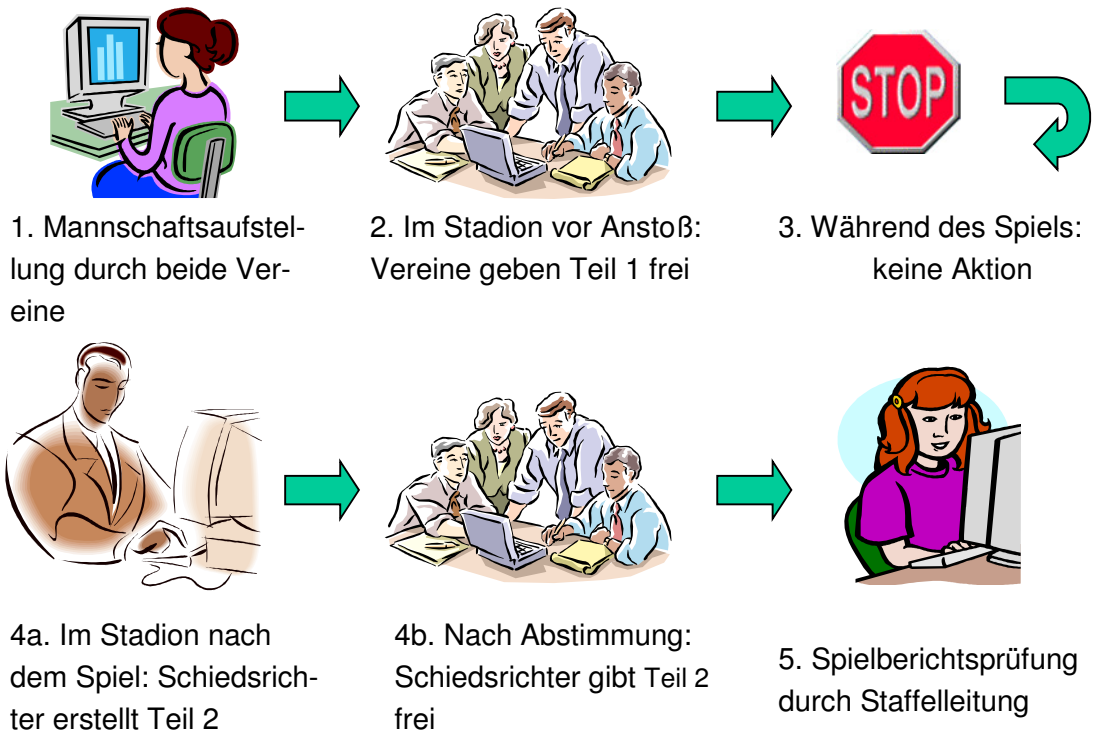 STOP
1. Mannschaftsaufstel-
lung durch beide Ver-
eine
2. Im Stadion vor Anstoß:
Vereine geben Teil 1 frei
3. Während des Spiels:
keine Aktion
4a. Im Stadion nach
dem Spiel: Schiedsrich-
ter erstellt Teil 2
4b. Nach Abstimmung:
Schiedsrichter gibt Teil 2
frei
5. Spielberichtsprüfung
durch Staffelleitung